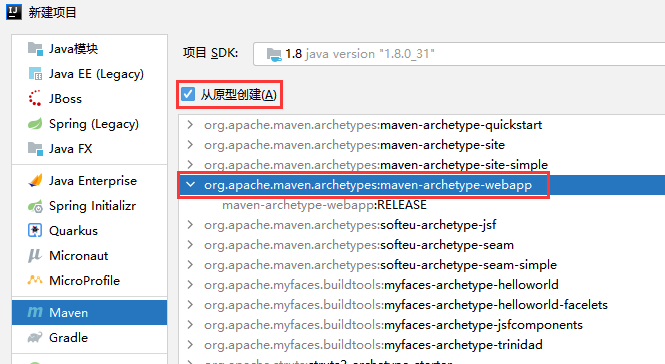 新建项目
Java模块
Java EE (Legacy)
JBoss
Spring (Legacy)
Java FX
Java Enterprise
Spring Initializr
Quarkus
Micronaut
MicroProfile
Maven
Gradle
项目 SDK: 1.8 java version "1.8.0_31"
从原型创建(A)
org.apache.maven.archetypes:maven-archetype-quickstart
org.apache.maven.archetypes:maven-archetype-site
org.apache.maven.archetypes:maven-archetype-site-simple
org.apache.maven.archetypes:maven-archetype-webapp
maven-archetype-webapp:RELEASE
org.apache.maven.archetypes:softeu-archetype-jsf
org.apache.maven.archetypes:softeu-archetype-seam
org.apache.maven.archetypes:softeu-archetype-seam-simple
org.apache.myfaces.buildtools:myfaces-archetype-helloworld
org.apache.myfaces.buildtools:myfaces-archetype-helloworld-facelets
org.apache.myfaces.buildtools:myfaces-archetype-jsfcomponents
org.apache.myfaces.buildtools:myfaces-archetype-trinidad
org.apache.struts:struts2-archetype-starter